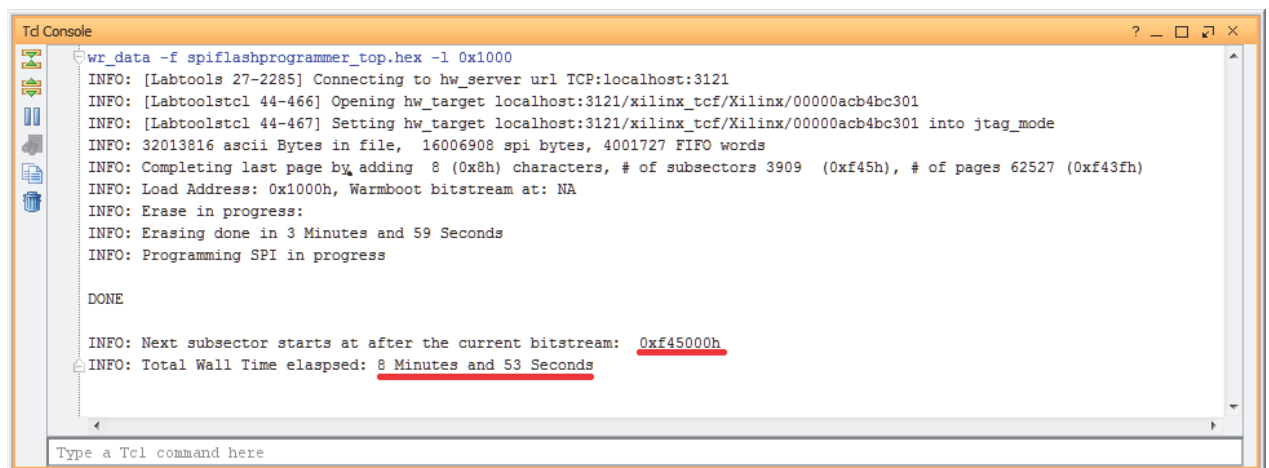 Tcl Console
wr_data -f spiflashprogrammer_top.hex -l 0x1000
INFO: [Labtools 27-2285] Connecting to hw_server url TCP:localhost:3121
INFO: [Labtoolstcl 44-466] Opening hw_target localhost:3121/xilinx_tcf/Xilinx/00000acb4bc301
INFO: [Labtoolstcl 44-467] Setting hw_target localhost:3121/xilinx_tcf/Xilinx/00000acb4bc301 into jtag_mode
INFO: 32013816 ascii Bytes in file,  16006908 spi bytes, 4001727 FIFO words
INFO: Completing last page by adding  8 (0x8h) characters, # of subsectors 3909  (0xf45h), # of pages 62527 (0xf43fh)
INFO: Load Address: 0x1000h, Warmboot bitstream at: NA
INFO: Erase in progress:
INFO: Erasing done in 3 Minutes and 59 Seconds
INFO: Programming SPI in progress
DONE
INFO: Next subsector starts at after the current bitstream:  0xf45000h
INFO: Total Wall Time elaspsed: 8 Minutes and 53 Seconds
Type a Tcl command here